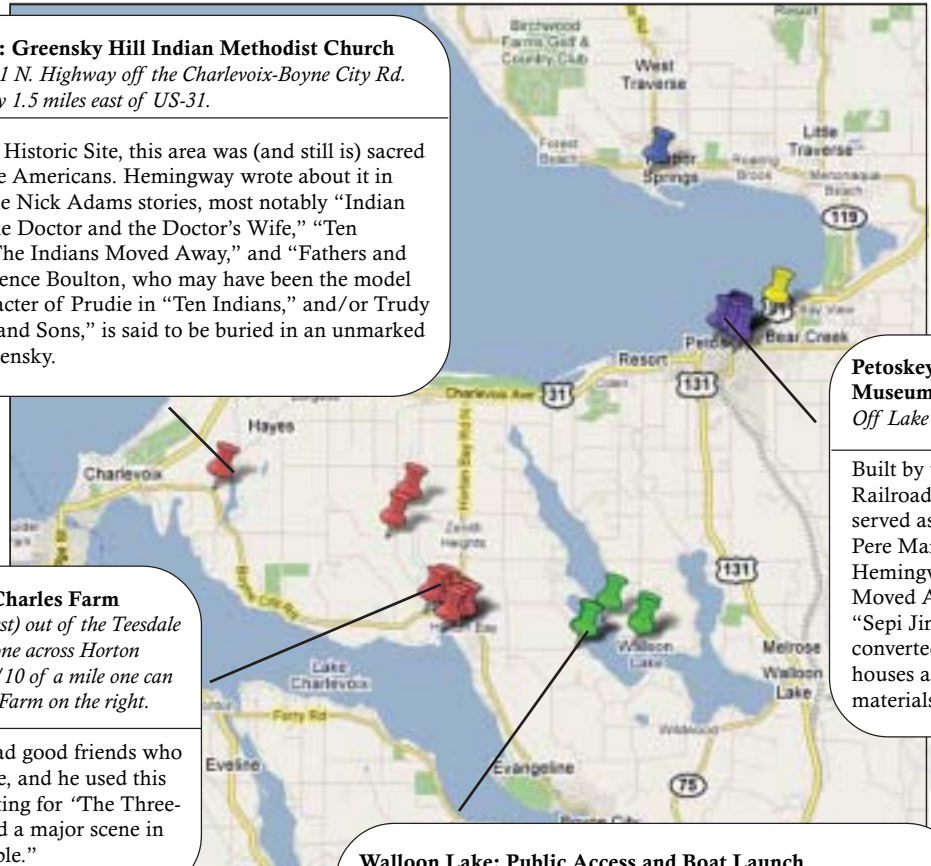 : Greensky Hill Indian Methodist Church
1 N. Highway off the Charlevoix-Boyne City Rd.
y 1.5 miles east of US-31.
Historic Site, this area was (and still is) sacred
e Americans. Hemingway wrote about it in
e Nick Adams stories, most notably “Indian
e Doctor and the Doctor’s Wife,” “Ten
The Indians Moved Away,” and “Fathers and
ence Boulton, who may have been the model
acter of Prudie in “Ten Indians,” and/or Trudy
and Sons,” is said to be buried in an unmarked
ensky.
Birchwood
Farms Golf &
Country Club
Resort
West
Traverse
Forest
Beach
Springs
Roaring
Brook
Little
Traverse
Menonaqua
Beach
119
Bay View
Bear Creek
Resort
131
31
Charlevoix Ave
Hayes
Charlevoix
Horton Bay Rd N
Zenith
Heights
Boyne City Rd
Horton Bay
131
Walloon
Lake
Melrose
Walloon
Lake
Wildwood
Lake
Charlevoix
Ferry Rd
Eveline
Evangeline
75
Boyne City
Petoskey
Museum
Off Lake
Built by
Railroad
served as
Pere Mar
Hemingw
Moved A
“Sepi Jin
converted
houses a
materials
Charles Farm
st) out of the Teesdale
one across Horton
/10 of a mile one can
Farm on the right.
ad good friends who
e, and he used this
ting for “The Three-
d a major scene in
ple.”
Walloon Lake: Public Access and Boat Launch